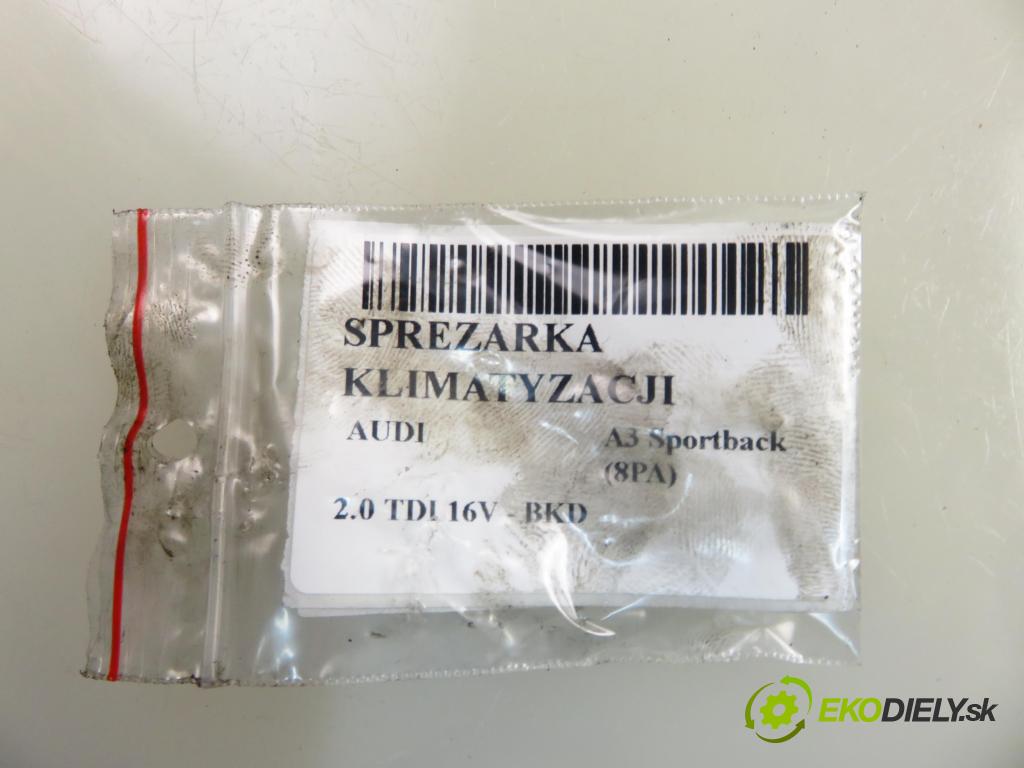 SPREZARKA
KLIMATYZACJI
AUDI A3 Sportback
(8PA)
2.0 TDI 16V - BKD
EKODIELY.sk